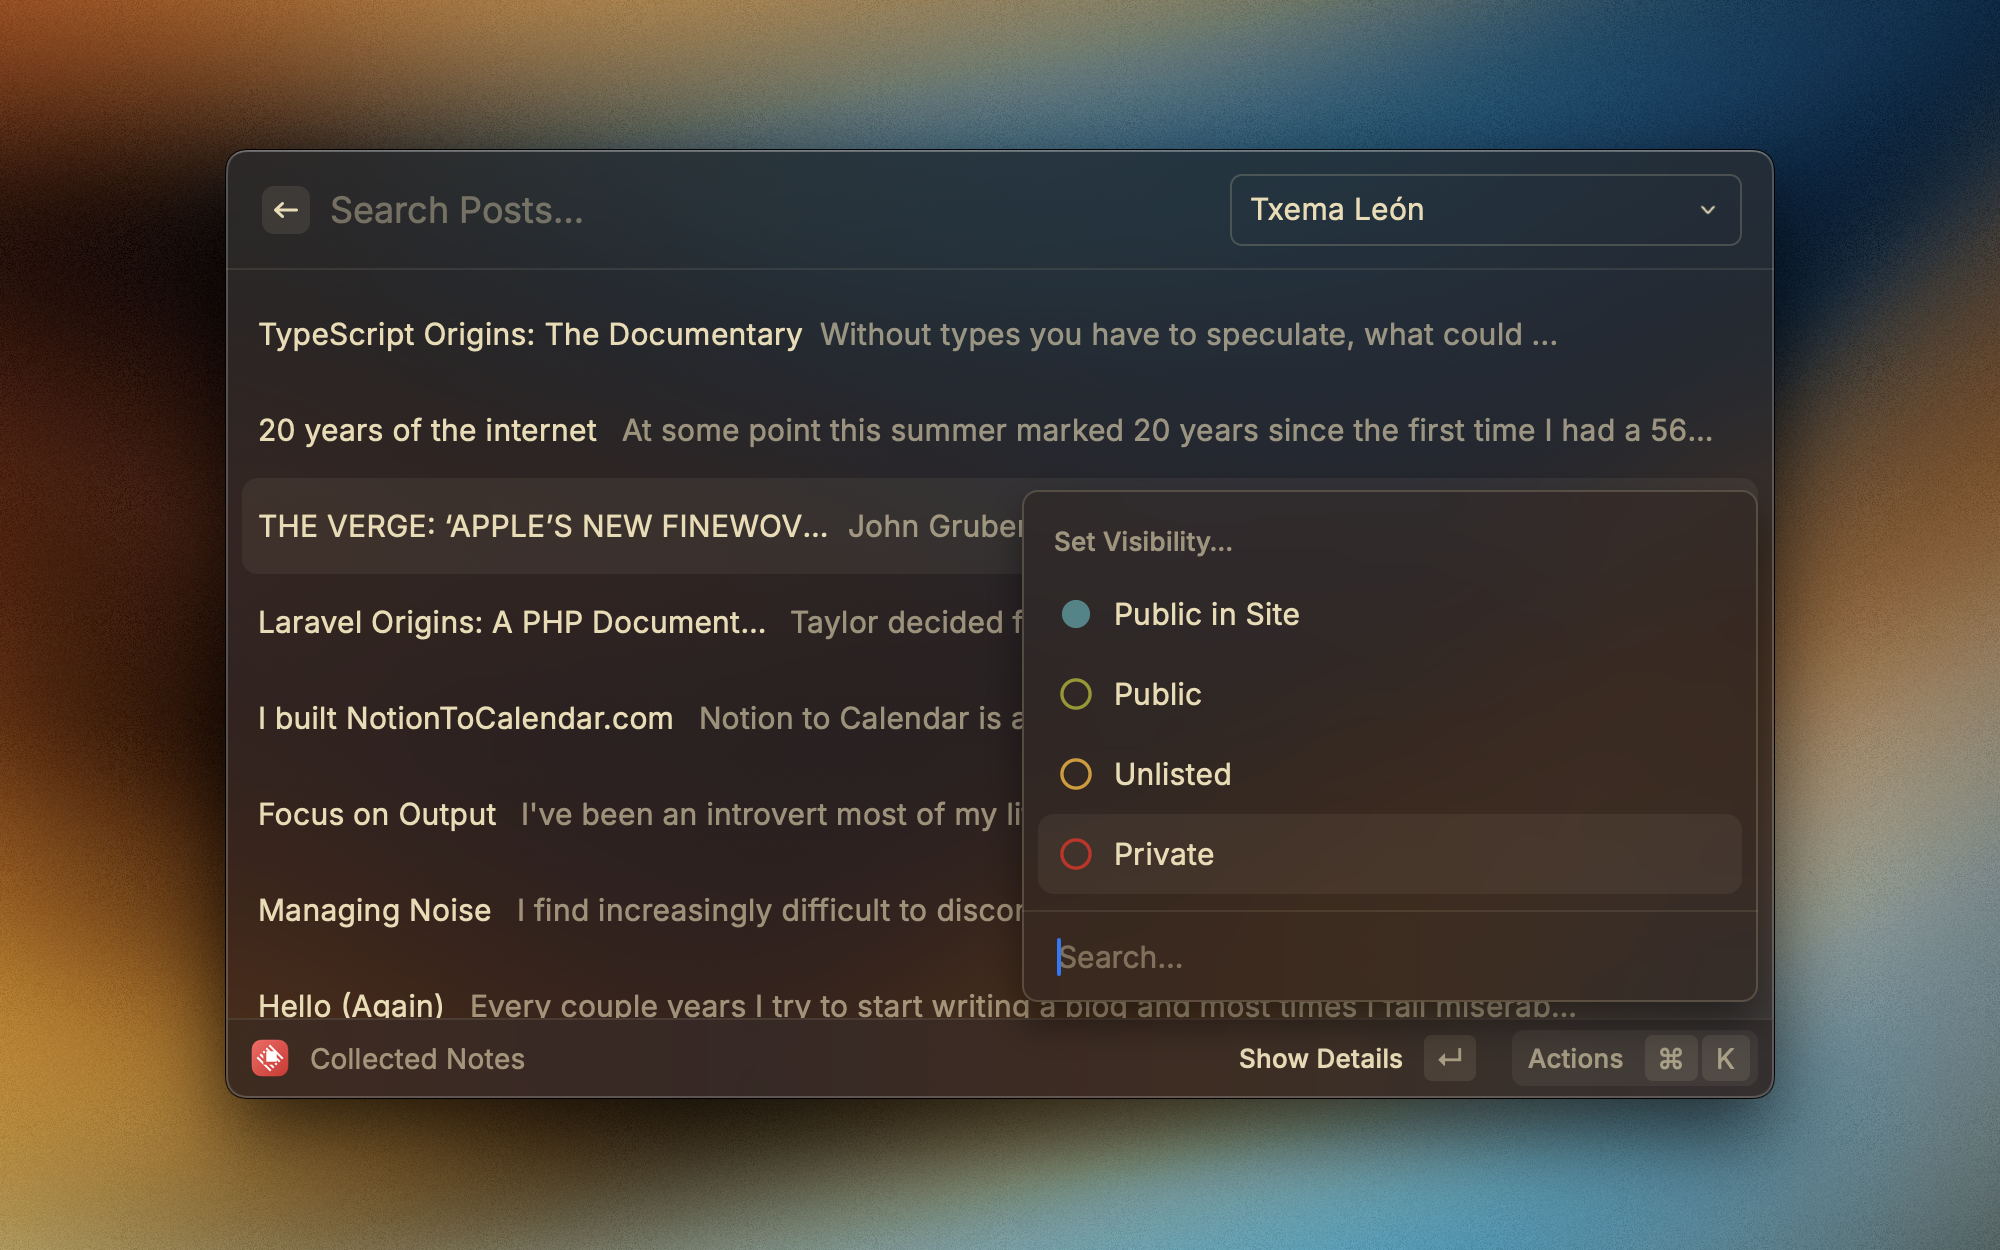 Search Posts...
Txema León
TypeScript Origins: The Documentary Without types you have to speculate, what could ...
20 years of the internet At some point this summer marked 20 years since the first time I had a 56...
THE VERGE: ‘APPLE’S NEW FINEWOV... John Gruber
Laravel Origins: A PHP Document... Taylor decided
I built NotionToCalendar.com Notion to Calendar is
Focus on Output I've been an introvert most of my
Managing Noise I find increasingly difficult to
Hello (Again) Every couple years I try to start writing a blog and most times I fail miserab...
Set Visibility...
Public in Site
Public
Unlisted
Private
Search...
Collected Notes
Show Details ↵
Actions ⌘ K